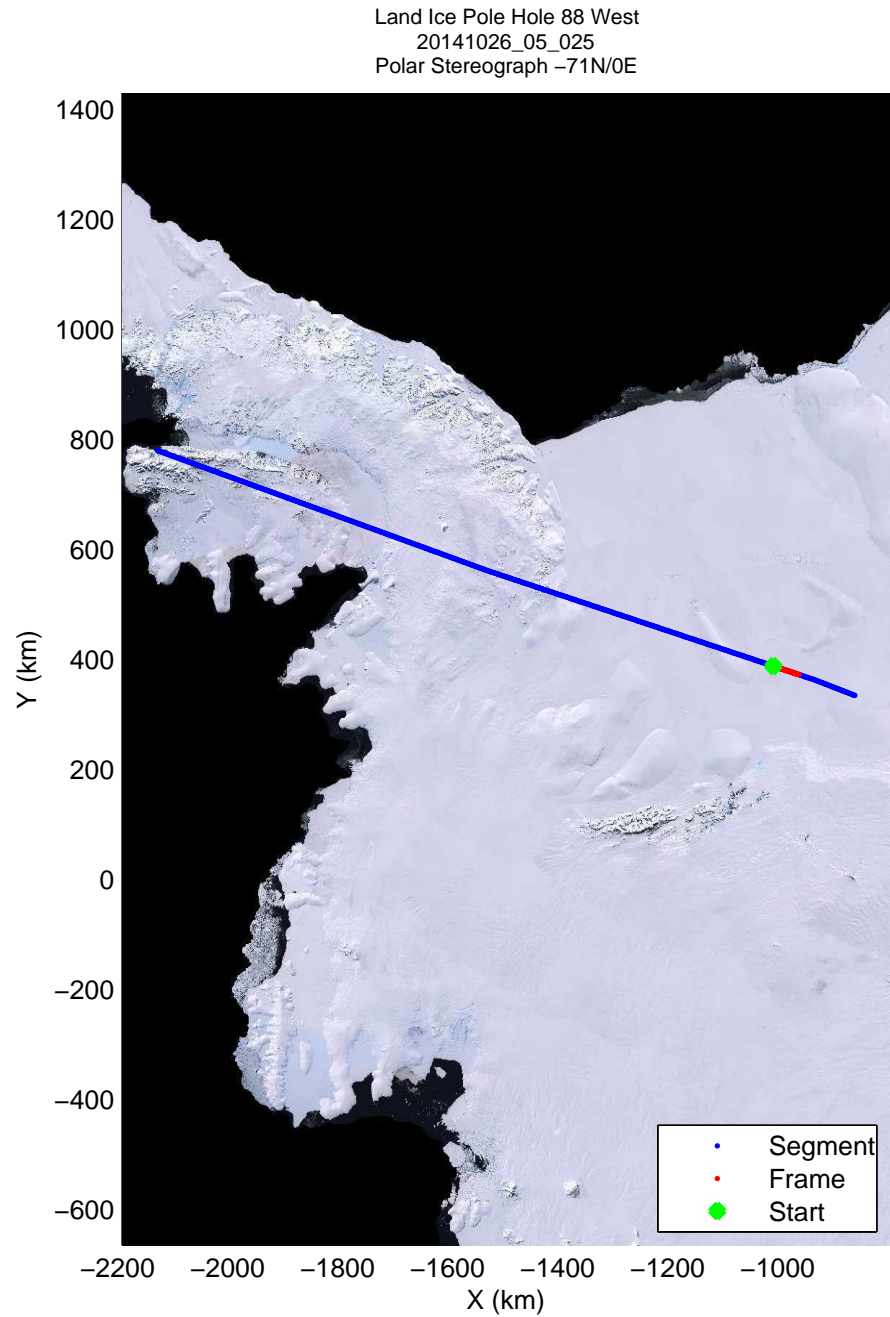 Land Ice Pole Hole 88 West
20141026_05_025
Polar Stereograph −71N/0E
1400
1200
1000
800
600
400
200
0
−200
−400
−600
Y (km)
Segment
Frame
Start
−2200 −2000 −1800 −1600 −1400 −1200 −1000
X (km)